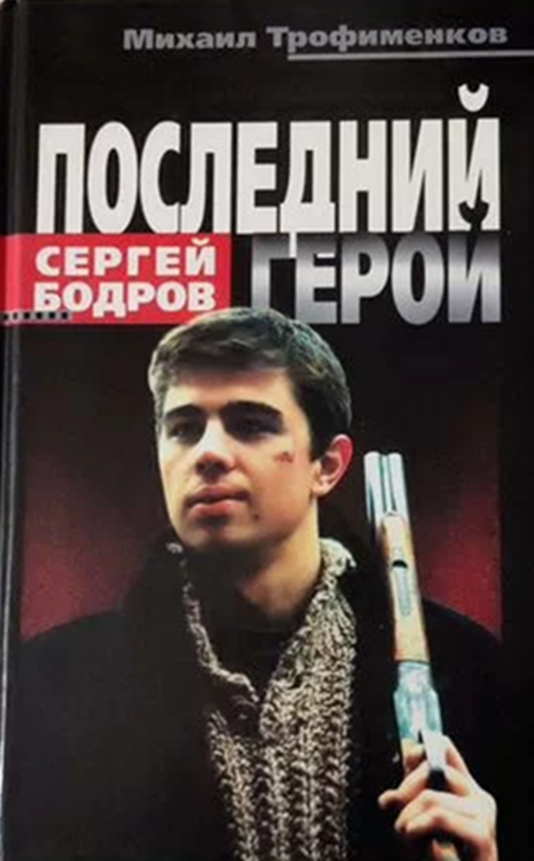 Михаил Трофименков
ПОСЛЕДНИЙ
СЕРГЕЙ
БОДРОВ
ГЕРОЙ